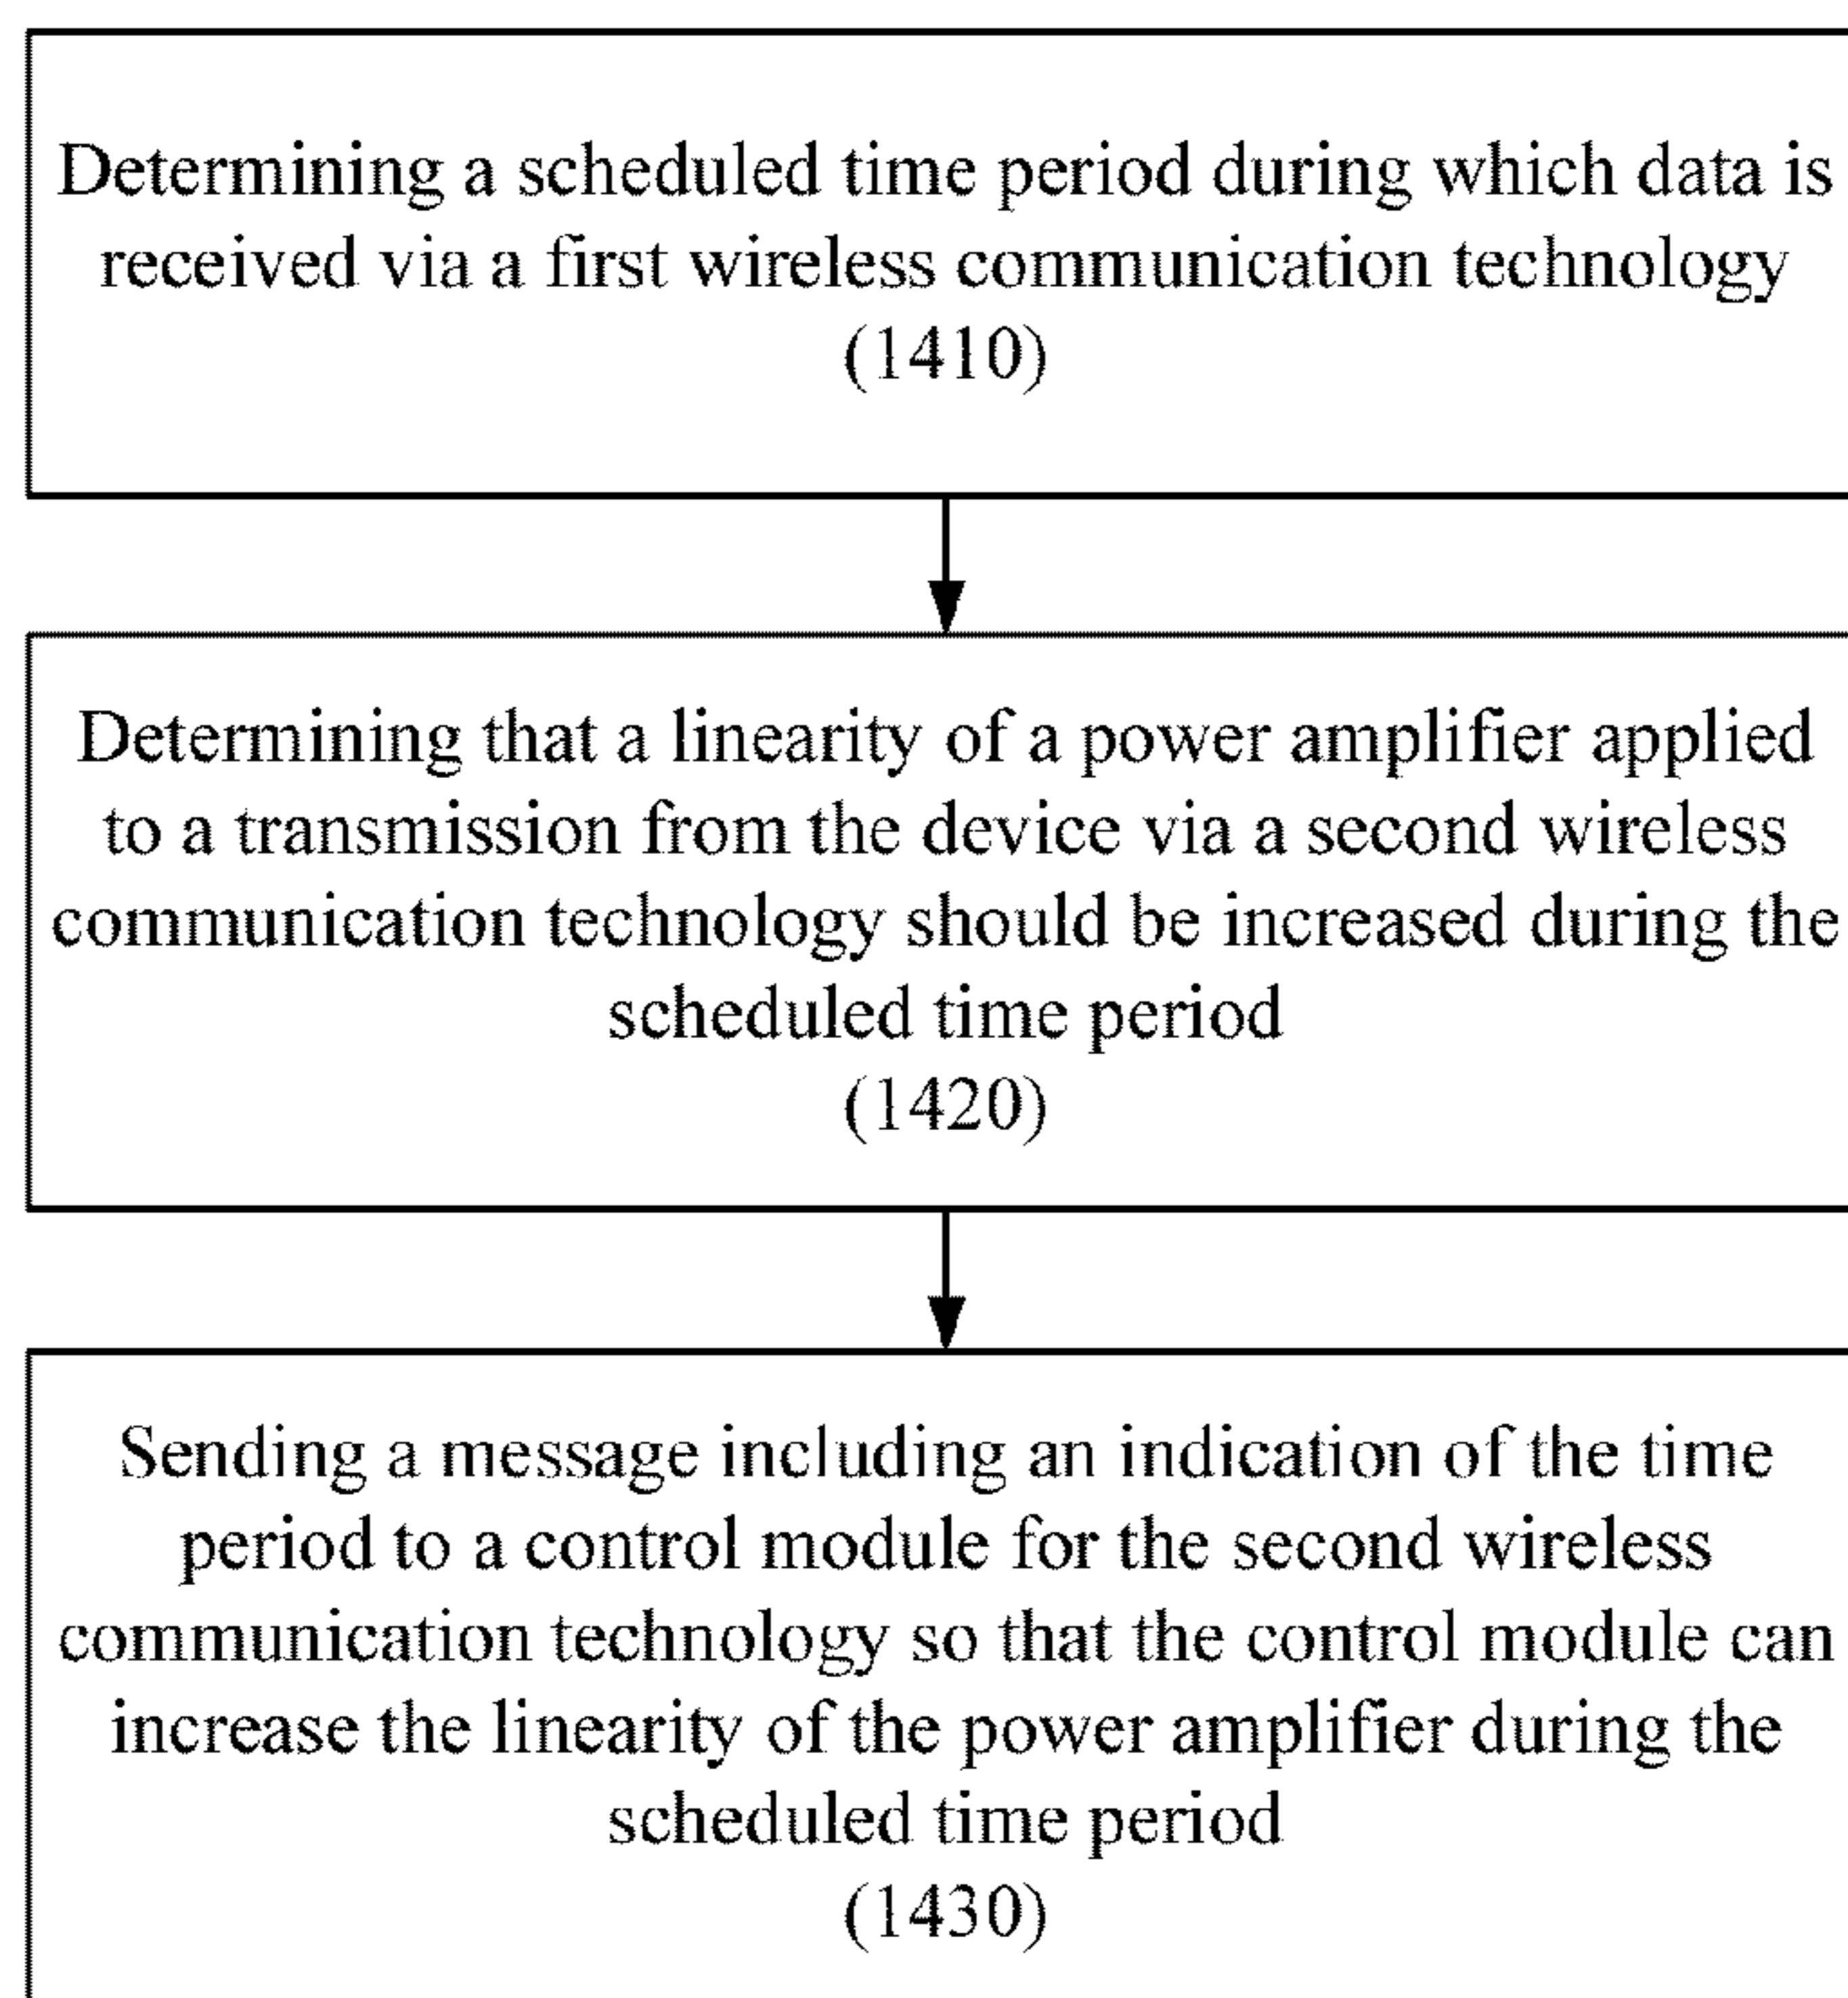 Determining a scheduled time period during which data is
received via a first wireless communication technology
(1410)
Determining that a linearity of a power amplifier applied
to a transmission from the device via a second wireless
communication technology should be increased during the
scheduled time period
(1420)
Sending a message including an indication of the time
period to a control module for the second wireless
communication technology so that the control module can
increase the linearity of the power amplifier during the
scheduled time period
(1430)